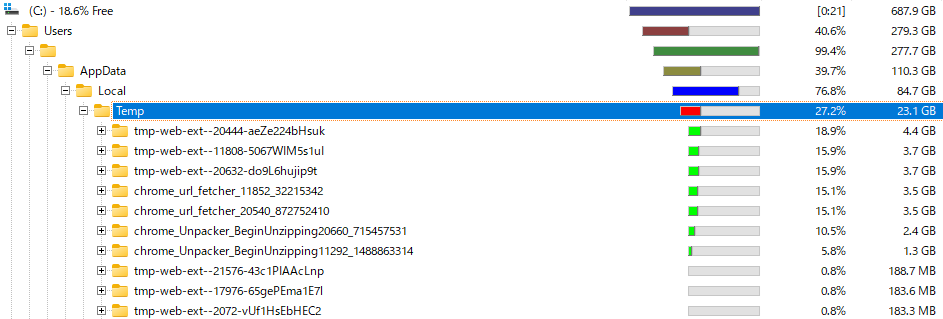 (C:) - 18.6% Free [0:21] 687.9 GB
Users 40.6% 279.3 GB
99.4% 277.7 GB
AppData 39.7% 110.3 GB
Local 76.8% 84.7 GB
Temp 27.2% 23.1 GB
tmp-web-ext--20444-aeZe224bHsuk 18.9% 4.4 GB
tmp-web-ext--11808-5067WlM5s1ul 15.9% 3.7 GB
tmp-web-ext--20632-do9L6hujip9t 15.9% 3.7 GB
chrome_url_fetcher_11852_32215342 15.1% 3.5 GB
chrome_url_fetcher_20540_872752410 15.1% 3.5 GB
chrome_Unpacker_BeginUnzipping20660_715457531 10.5% 2.4 GB
chrome_Unpacker_BeginUnzipping11292_1488863314 5.8% 1.3 GB
tmp-web-ext--21576-43c1PlAAcLnp 0.8% 188.7 MB
tmp-web-ext--17976-65gePEma1E7l 0.8% 183.6 MB
tmp-web-ext--2072-vUf1HsEbHEC2 0.8% 183.3 MB